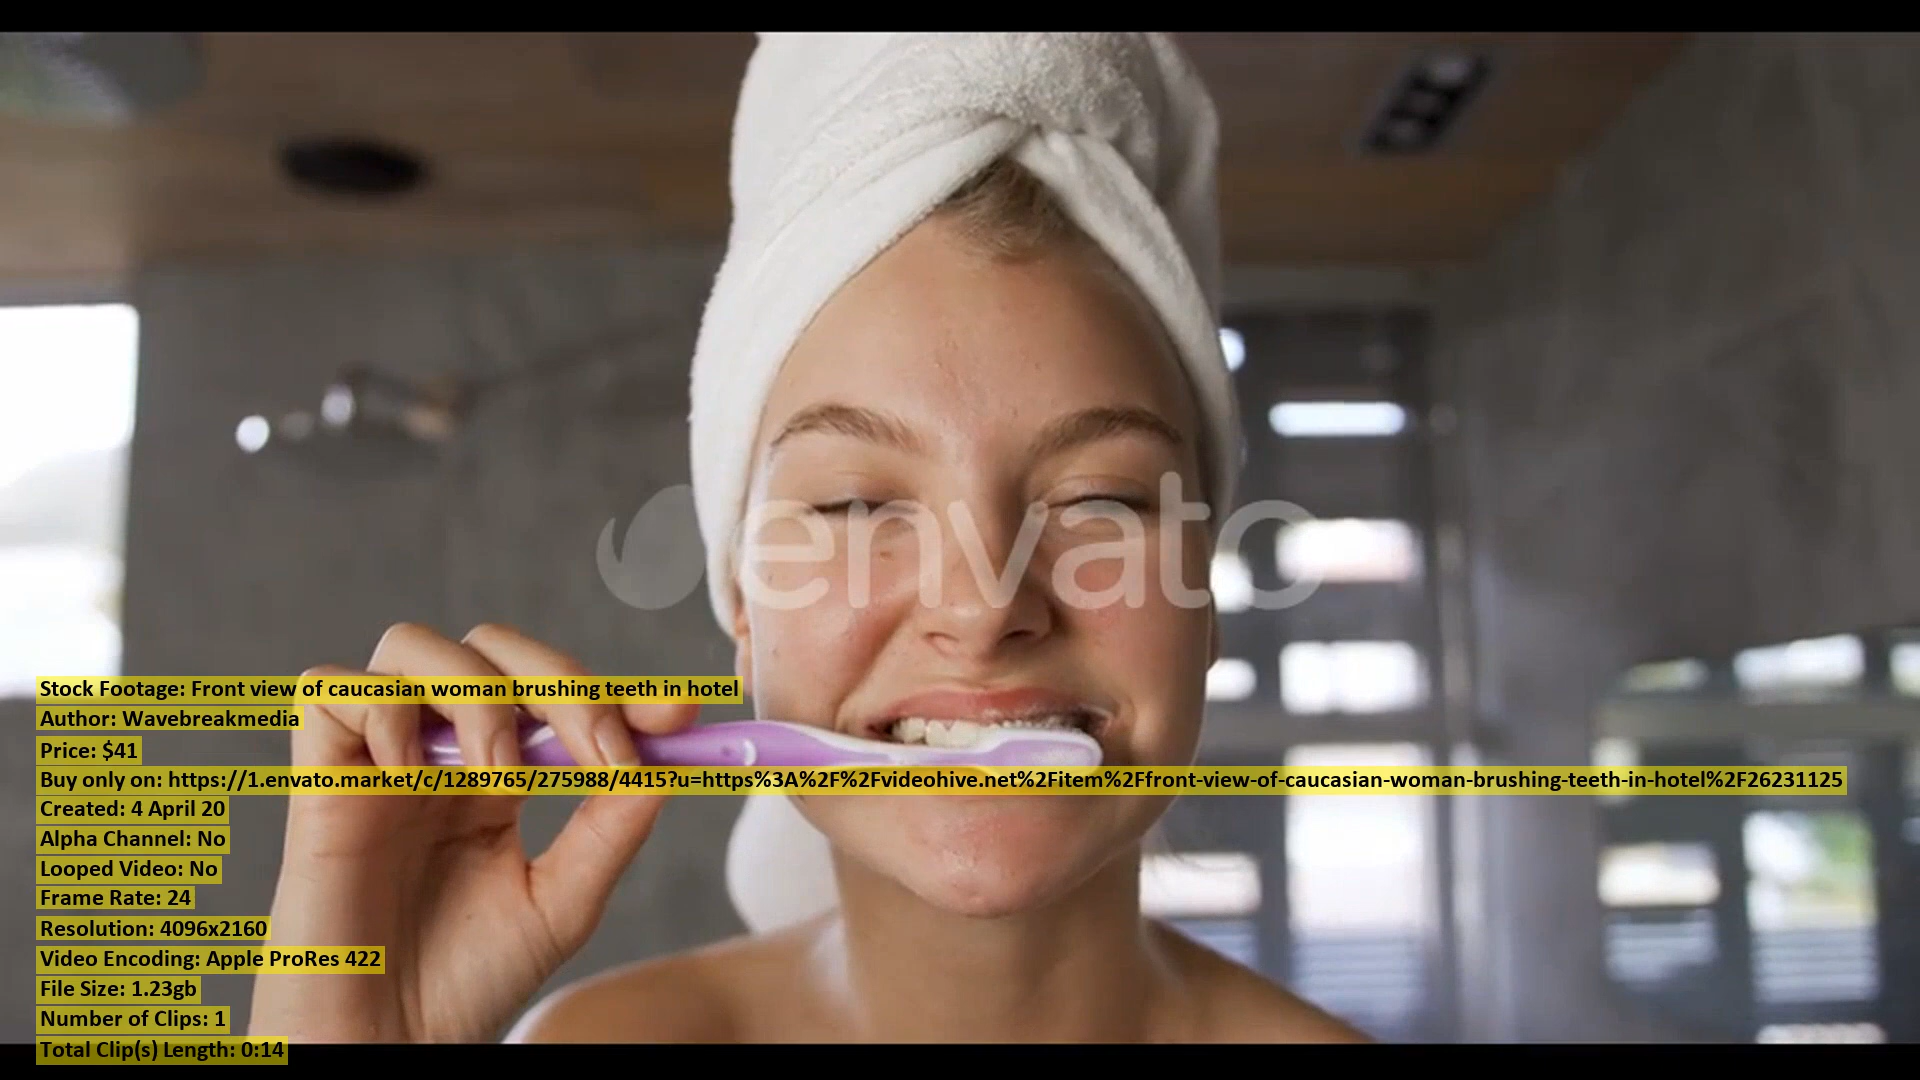 envato
Stock Footage: Front view of caucasian woman brushing teeth in hotel
Author: Wavebreakmedia
Price: $41
Buy only on: https://1.envato.market/c/1289765/275988/4415?u=https%3A%2F%2Fvideohive.net%2Fitem%2Ffront-view-of-caucasian-woman-brushing-teeth-in-hotel%2F26231125
Created: 4 April 20
Alpha Channel: No
Looped Video: No
Frame Rate: 24
Resolution: 4096x2160
Video Encoding: Apple ProRes 422
File Size: 1.23gb
Number of Clips: 1
Total Clip(s) Length: 0:14